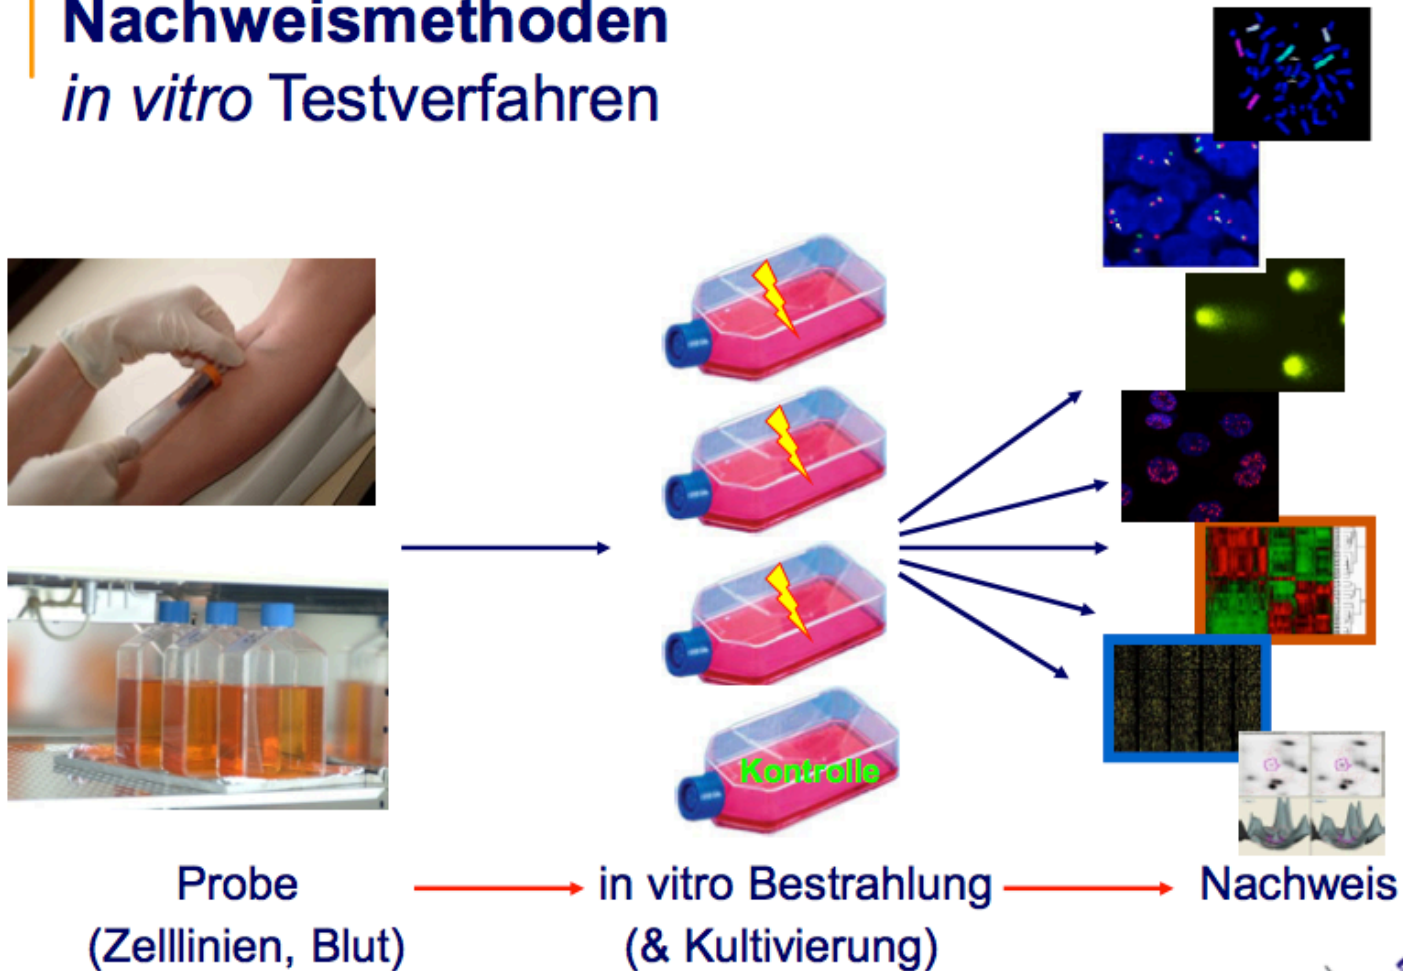 Nachweismethoden
in vitro Testverfahren
Kontrolle
Probe
in vitro Bestrahlung
Nachweis
(Zelllinien, Blut)
(& Kultivierung)